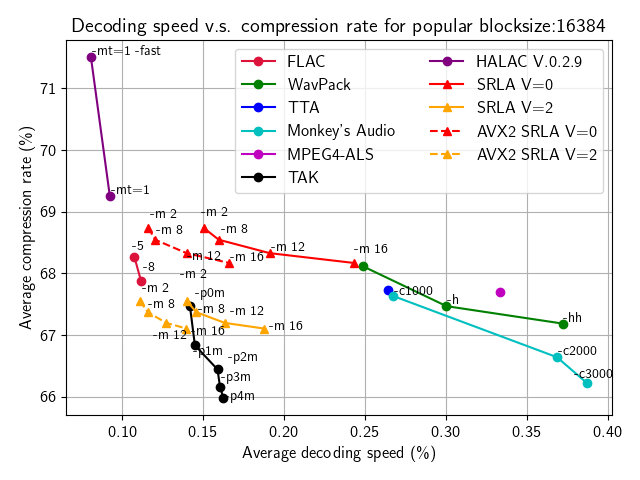 Decoding speed v.s. compression rate for popular blocksize:16384
Average compression rate (%)
71
70
69
68
67
66
FLAC
WavPack
TTA
Monkey's Audio
MPEG4-ALS
TAK
HALAC V.0.2.9
SRLA V=0
SRLA V=2
AVX2 SRLA V=0
AVX2 SRLA V=2
-mt=1 -fast
-mt=1
-m 2
-m 8
-m 12
-m 16
-m 2
-m 8
-m 12
-m 16
-5
-8
-m 2
-m 8
-m 12
-m 16
-m 2
-m 8
-m 12
-m 16
-p0m
-p1m
-p2m
-p3m
-p4m
-h
-hh
-c1000
-c2000
-c3000
0.10
0.15
0.20
0.25
0.30
0.35
0.40
Average decoding speed (%)